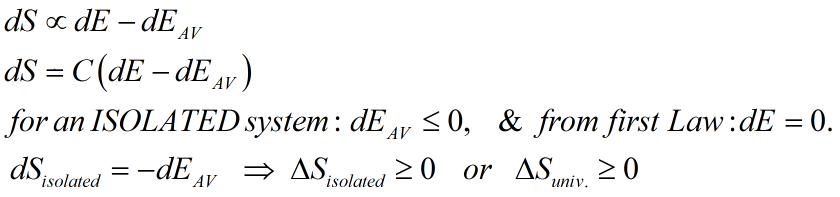 dS ∝ dE − dE_AV
dS = C(dE − dE_AV)
for an ISOLATED system : dE_AV ≤ 0, & from first Law : dE = 0.
dS_isolated = −dE_AV ⇒ ΔS_isolated ≥ 0 or ΔS_univ. ≥ 0